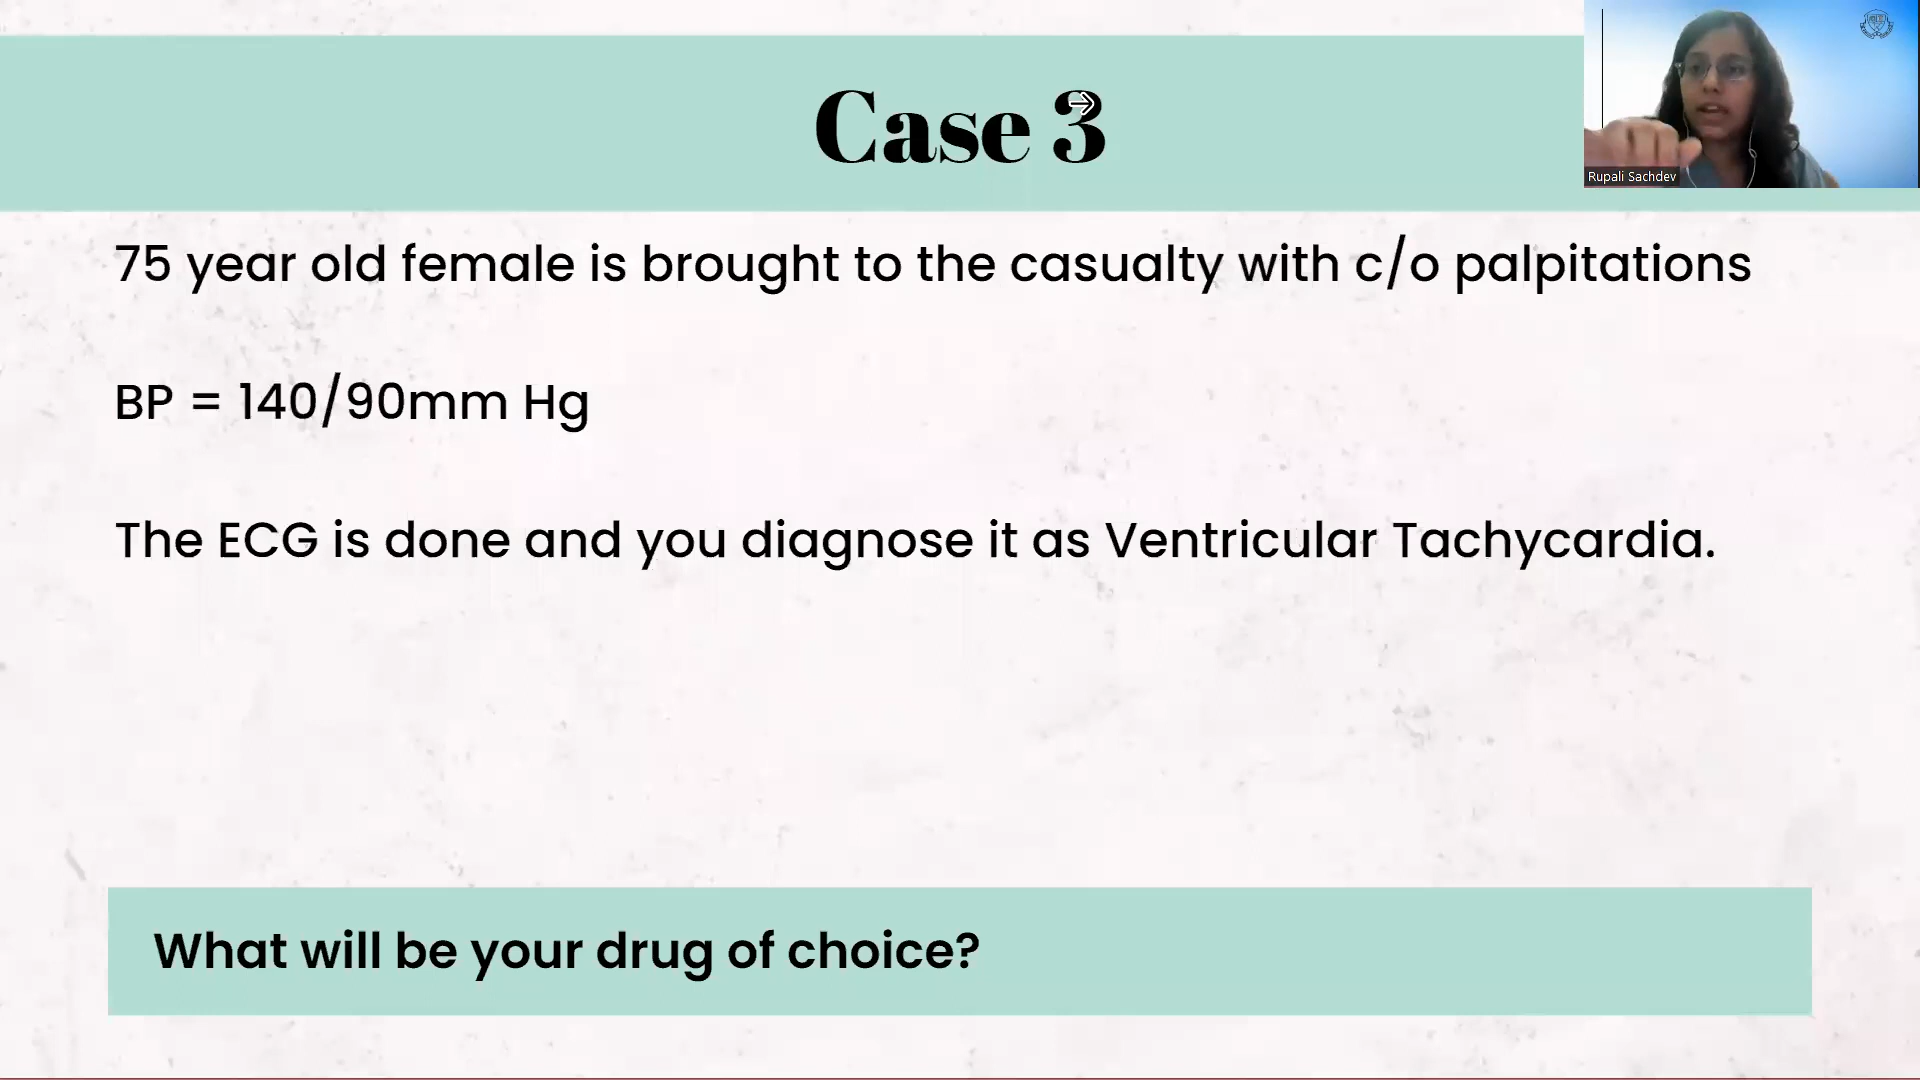 Case 3
Rupali Sachdev
75 year old female is brought to the casualty with c/o palpitations
BP = 140/90mm Hg
The ECG is done and you diagnose it as Ventricular Tachycardia.
What will be your drug of choice?